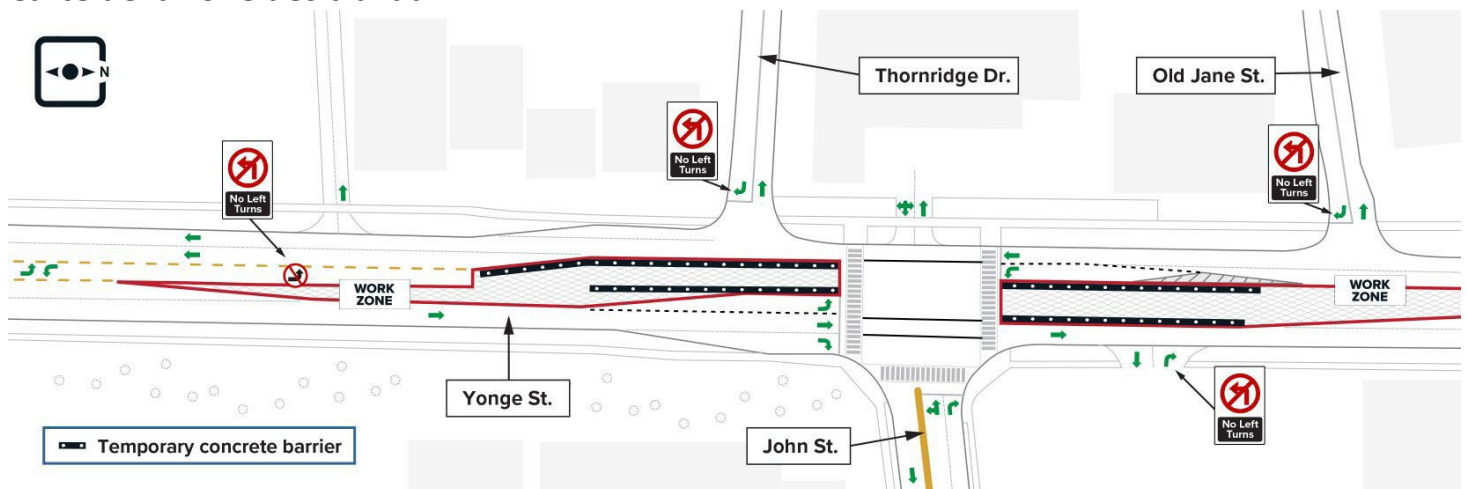 N
Thornridge Dr.
Old Jane St.
No Left
Turns
No Left
Turns
No Left
Turns
WORK
ZONE
WORK
ZONE
Yonge St.
John St.
No Left
Turns
Temporary concrete barrier